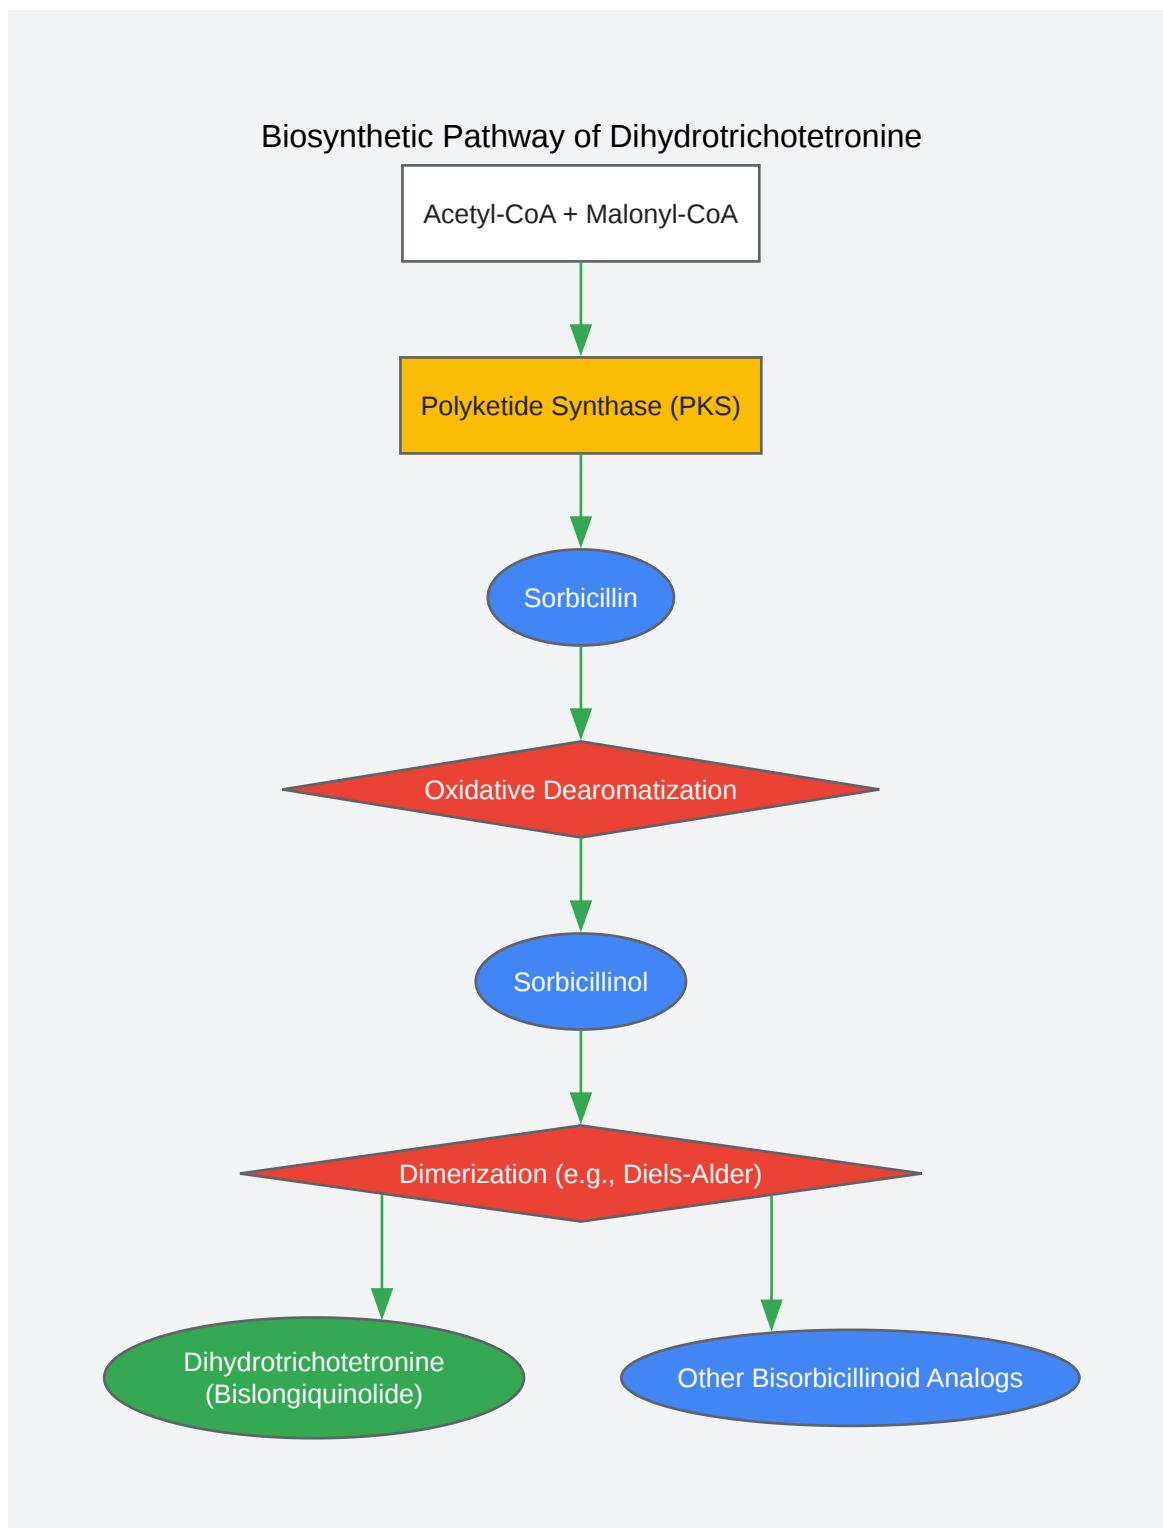 Biosynthetic Pathway of Dihydrotrichotetronine
Acetyl-CoA + Malonyl-CoA
Polyketide Synthase (PKS)
Sorbicillin
Oxidative Dearomatization
Sorbicillinol
Dimerization (e.g., Diels-Alder)
Dihydrotrichotetronine
(Bislongiquinolide)
Other Bisorbicillinoid Analogs